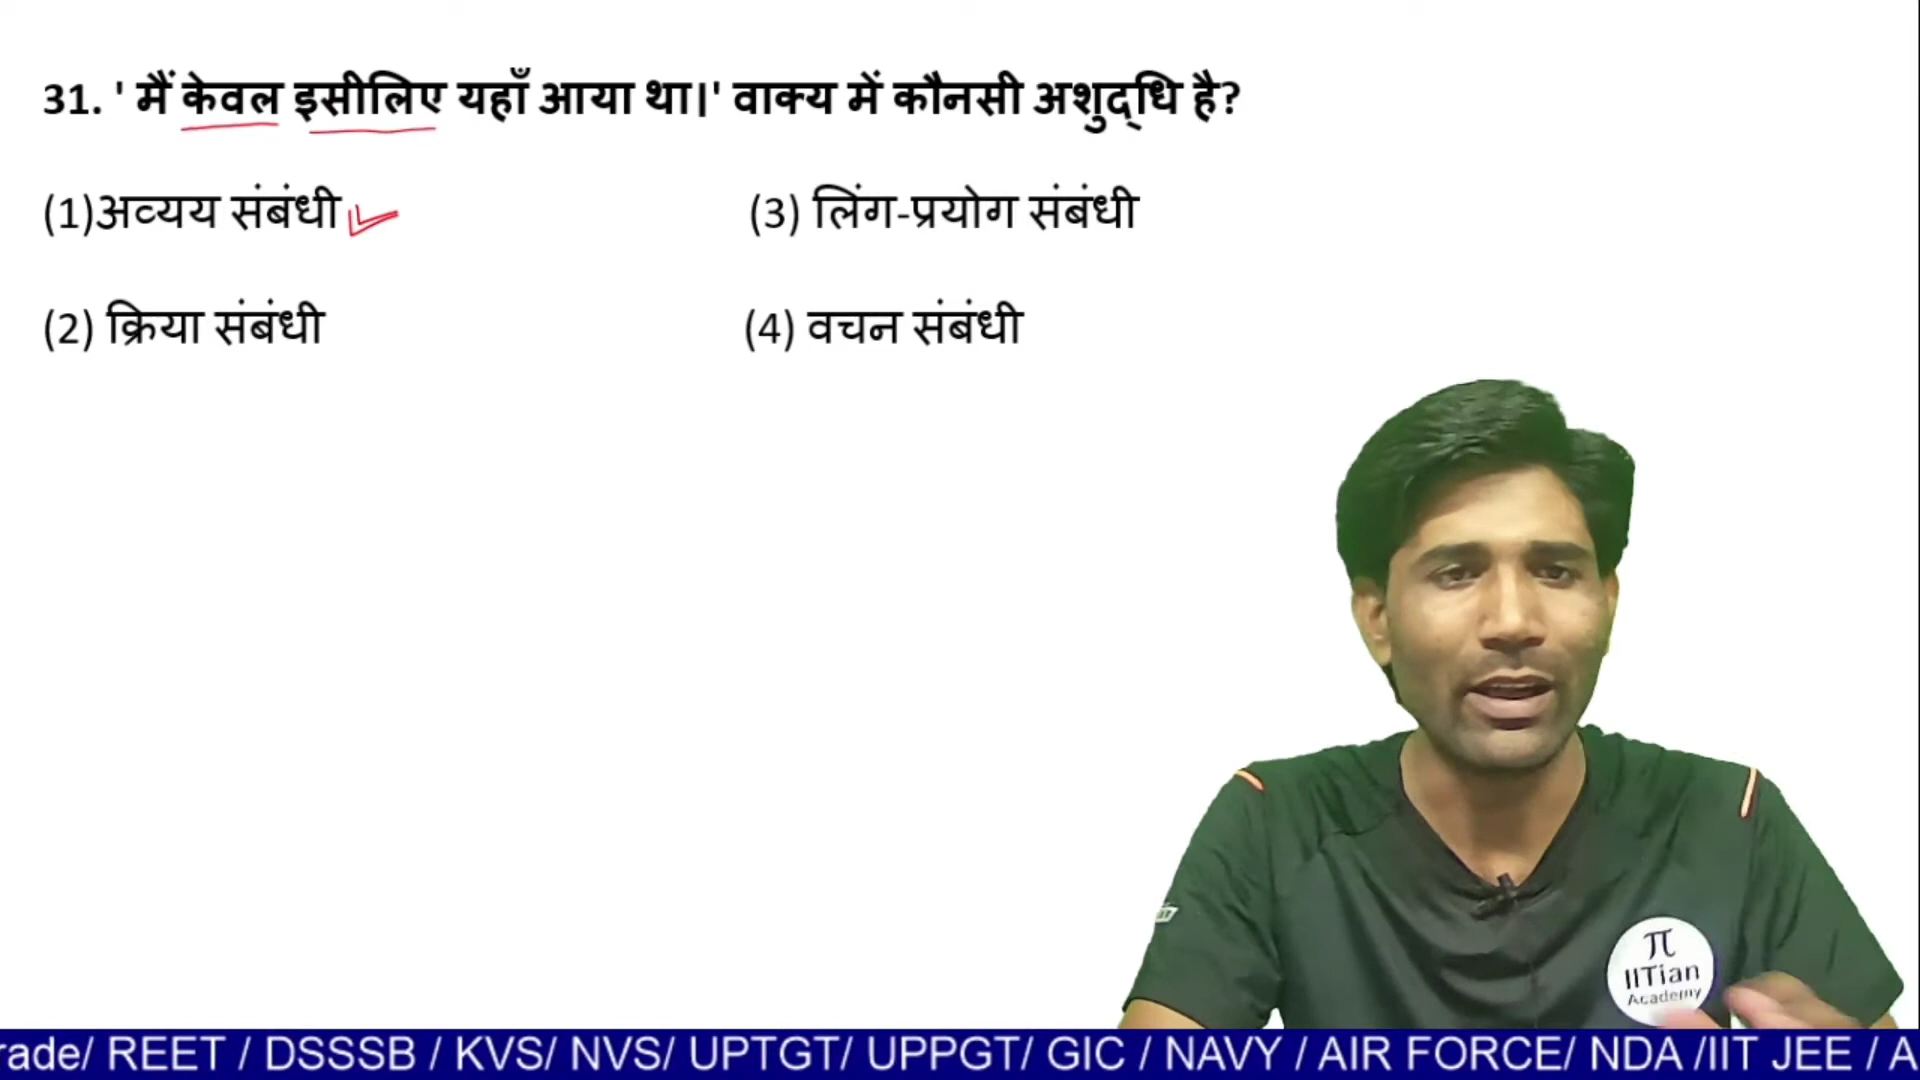 31. ' मैं केवल इसीलिए यहाँ आया था।' वाक्य में कौनसी अशुद्धि है?
(1)अव्यय संबंधी
(3) लिंग-प्रयोग संबंधी
(2) क्रिया संबंधी
(4) वचन संबंधी
π
IITian
Academy
rade/ REET / DSSSB / KVS/ NVS/ UPTGT/ UPPGT/ GIC / NAVY / AIR FORCE/ NDA /IIT JEE / A